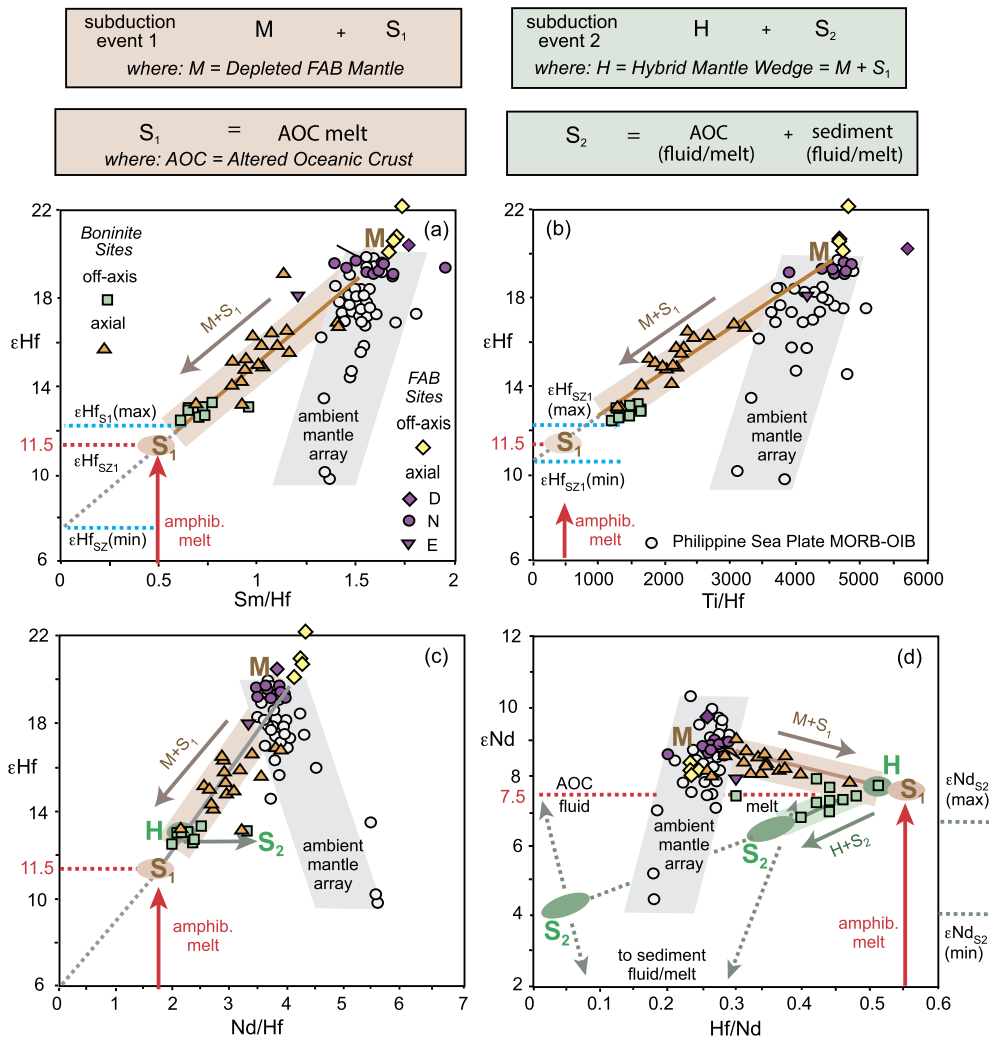 subduction
event 1
M + S1
where: M = Depleted FAB Mantle
subduction
event 2
H + S2
where: H = Hybrid Mantle Wedge = M + S1
S1 = AOC melt
where: AOC = Altered Oceanic Crust
S2 = AOC (fluid/melt) + sediment (fluid/melt)
22
18
14
11.5
10
6
εHf
Boninite
Sites
off-axis
axial
M
(a)
M+S1
εHfS1(max)
S1
εHfSZ1
εHfSZ(min)
amphib.
melt
ambient
mantle
array
FAB
Sites
off-axis
axial
D
N
E
0
0.5
1
1.5
2
Sm/Hf
22
18
14
11.5
10
6
εHf
(b)
M
M+S1
εHfSZ1
(max)
S1
εHfSZ1(min)
amphib.
melt
ambient
mantle
array
Philippine Sea Plate MORB-OIB
0
1000
2000
3000
4000
5000
6000
Ti/Hf
22
18
14
11.5
10
6
εHf
(c)
M
M+S1
H
S2
S1
amphib.
melt
ambient
mantle
array
0
1
2
3
4
5
6
7
Nd/Hf
12
10
8
7.5
6
4
2
εNd
(d)
M
M+S1
H
S1
AOC
fluid
melt
εNdS2
(max)
ambient
mantle
array
S2
H+S2
S2
amphib.
melt
εNdS2
(min)
to sediment
fluid/melt
0
0.1
0.2
0.3
0.4
0.5
0.6
Hf/Nd